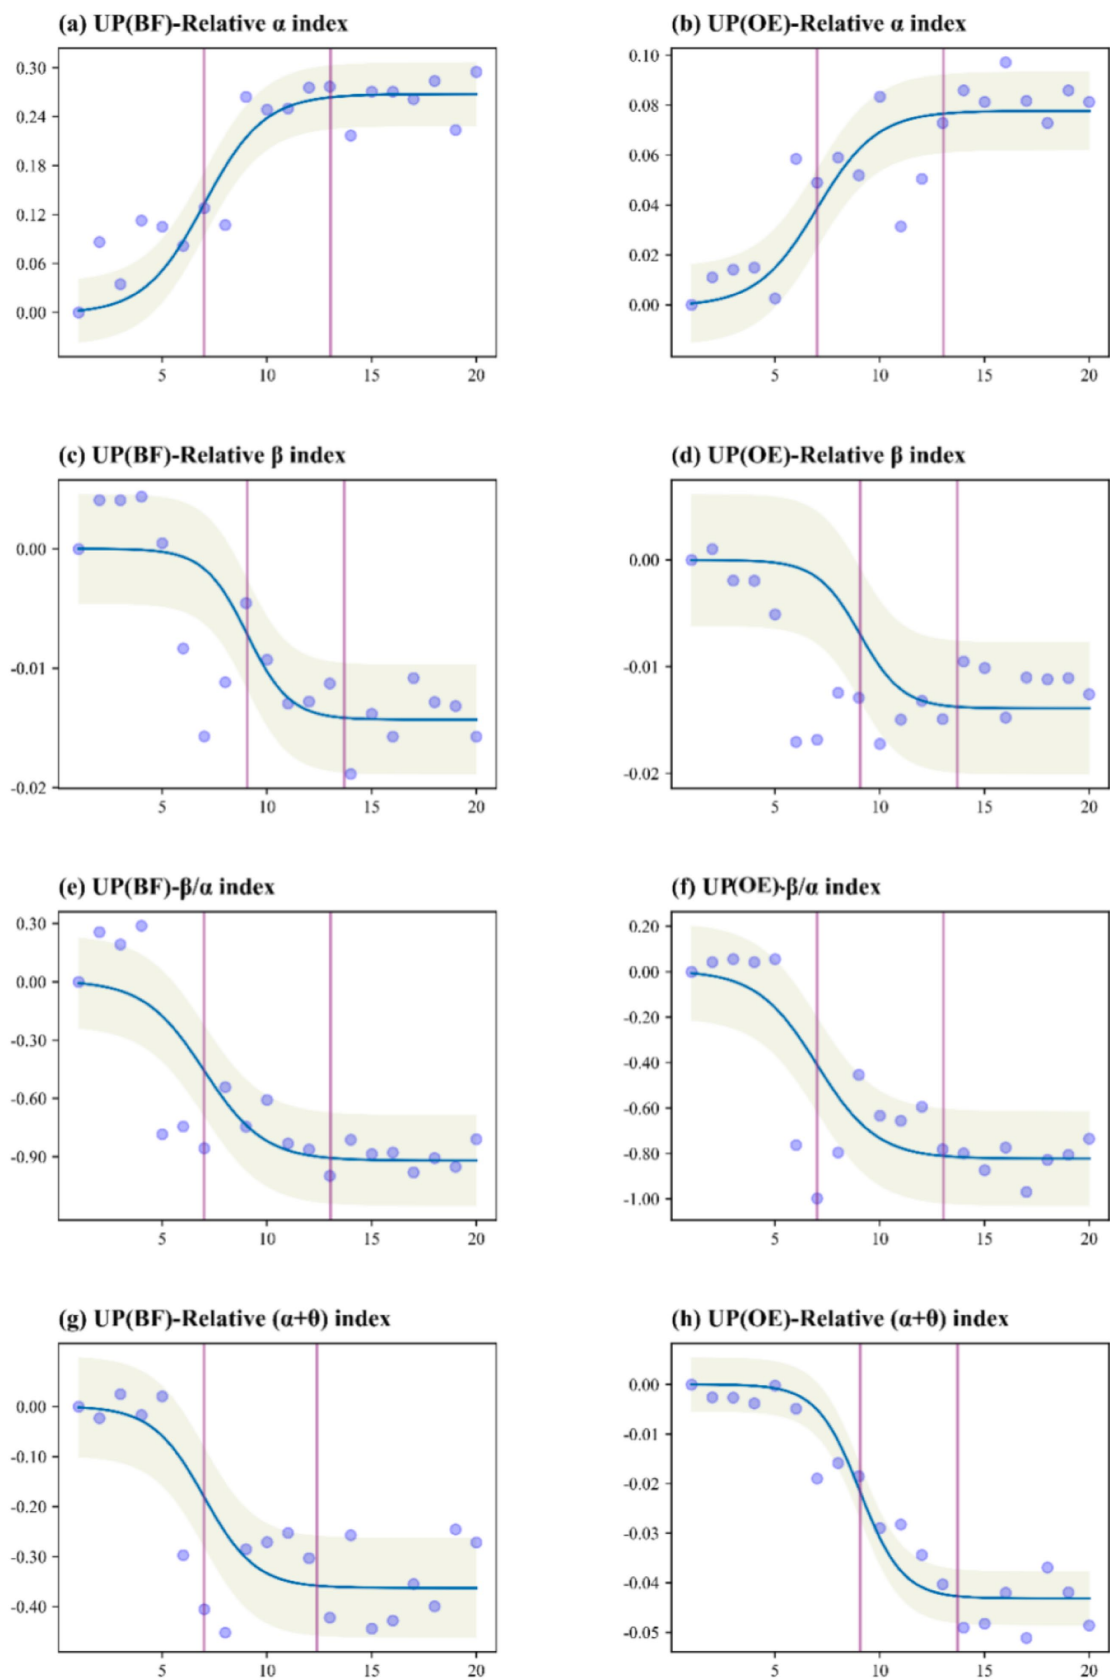 (a) UP(BF)-Relative α index
(b) UP(OE)-Relative α index
0.30
0.24
0.18
0.12
0.06
0.00
5 10 15 20
0.10
0.08
0.06
0.04
0.02
0.00
5 10 15 20
(c) UP(BF)-Relative β index
(d) UP(OE)-Relative β index
0.00
-0.01
-0.02
5 10 15 20
0.00
-0.01
-0.02
5 10 15 20
(e) UP(BF)-β/α index
(f) UP(OE)-β/α index
0.30
0.00
-0.30
-0.60
-0.90
5 10 15 20
0.20
0.00
-0.20
-0.40
-0.60
-0.80
-1.00
5 10 15 20
(g) UP(BF)-Relative (α+θ) index
(h) UP(OE)-Relative (α+θ) index
0.00
-0.10
-0.20
-0.30
-0.40
5 10 15 20
0.00
-0.01
-0.02
-0.03
-0.04
-0.05
5 10 15 20